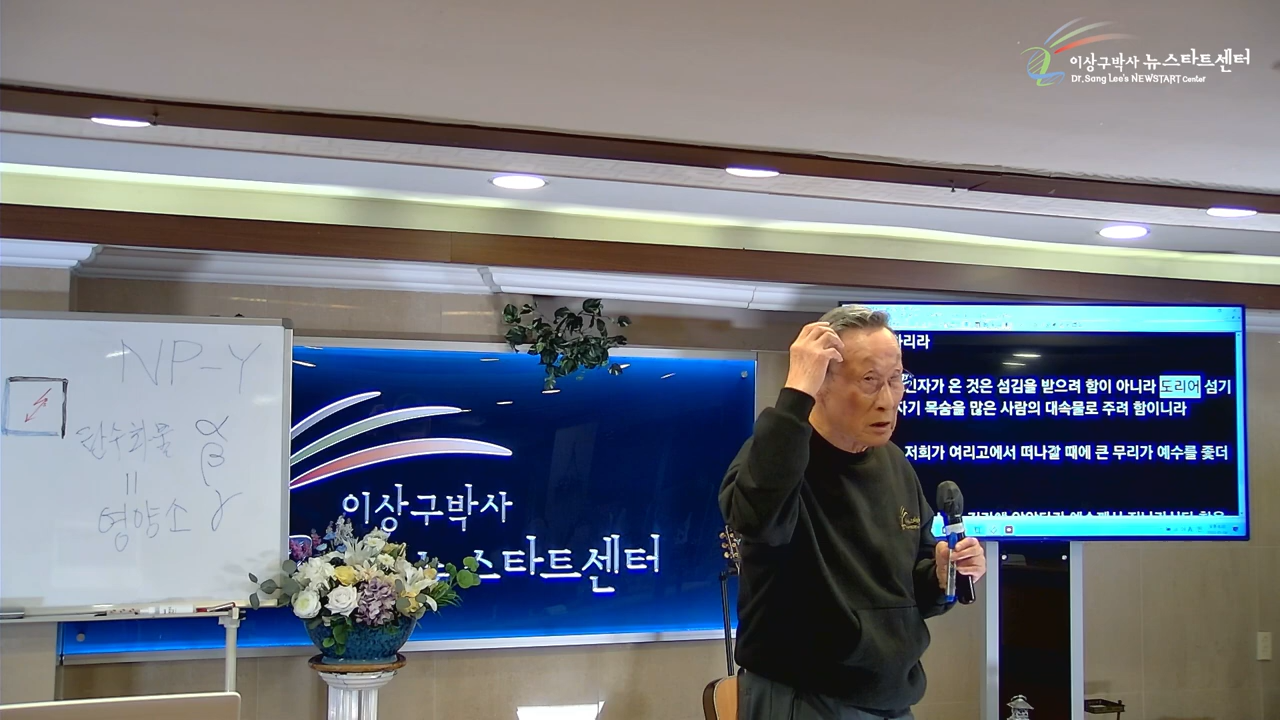 이상구박사 뉴스타트센터
Dr. Sang Lee's NEWSTART Center
NP-Y
탄수화물 α
β
=
영양소 γ
이상구박사
뉴스타트센터
하리라
인자가 온 것은 섬김을 받으려 함이 아니라 도리어 섬기
자기 목숨을 많은 사람의 대속물로 주려 함이니라
저희가 여리고에서 떠나갈 때에 큰 무리가 예수를 좇더